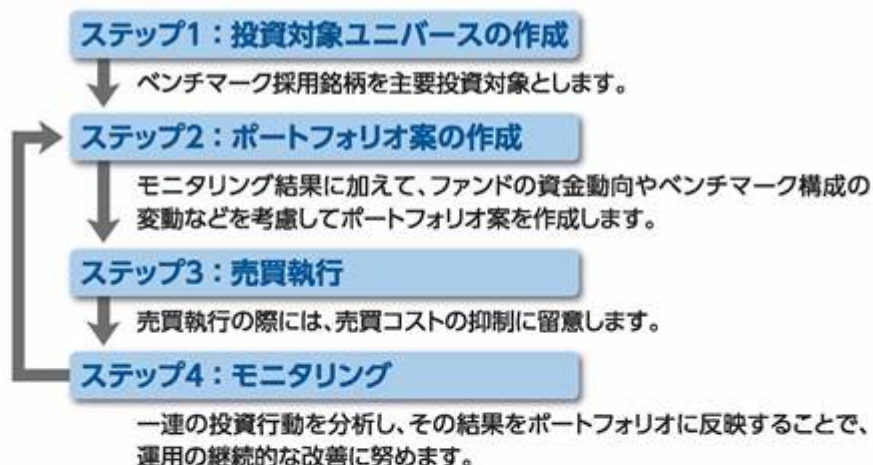 ステップ1：投資対象ユニバースの作成
ベンチマーク採用銘柄を主要投資対象とします。
ステップ2：ポートフォリオ案の作成
モニタリング結果に加えて、ファンドの資金動向やベンチマーク構成の
変動などを考慮してポートフォリオ案を作成します。
ステップ3：売買執行
売買執行の際には、売買コストの抑制に留意します。
ステップ4：モニタリング
一連の投資行動を分析し、その結果をポートフォリオに反映することで、
運用の継続的な改善に努めます。